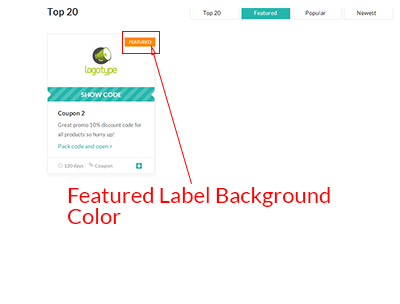 Top 20
Top 20 Featured Popular Newest
FEATURED
logotype
SHOW CODE
Coupon 2
Great promo 10% discount code for
all products so hurry up!
Pack code and open >
130 days Coupon
Featured Label Background
Color